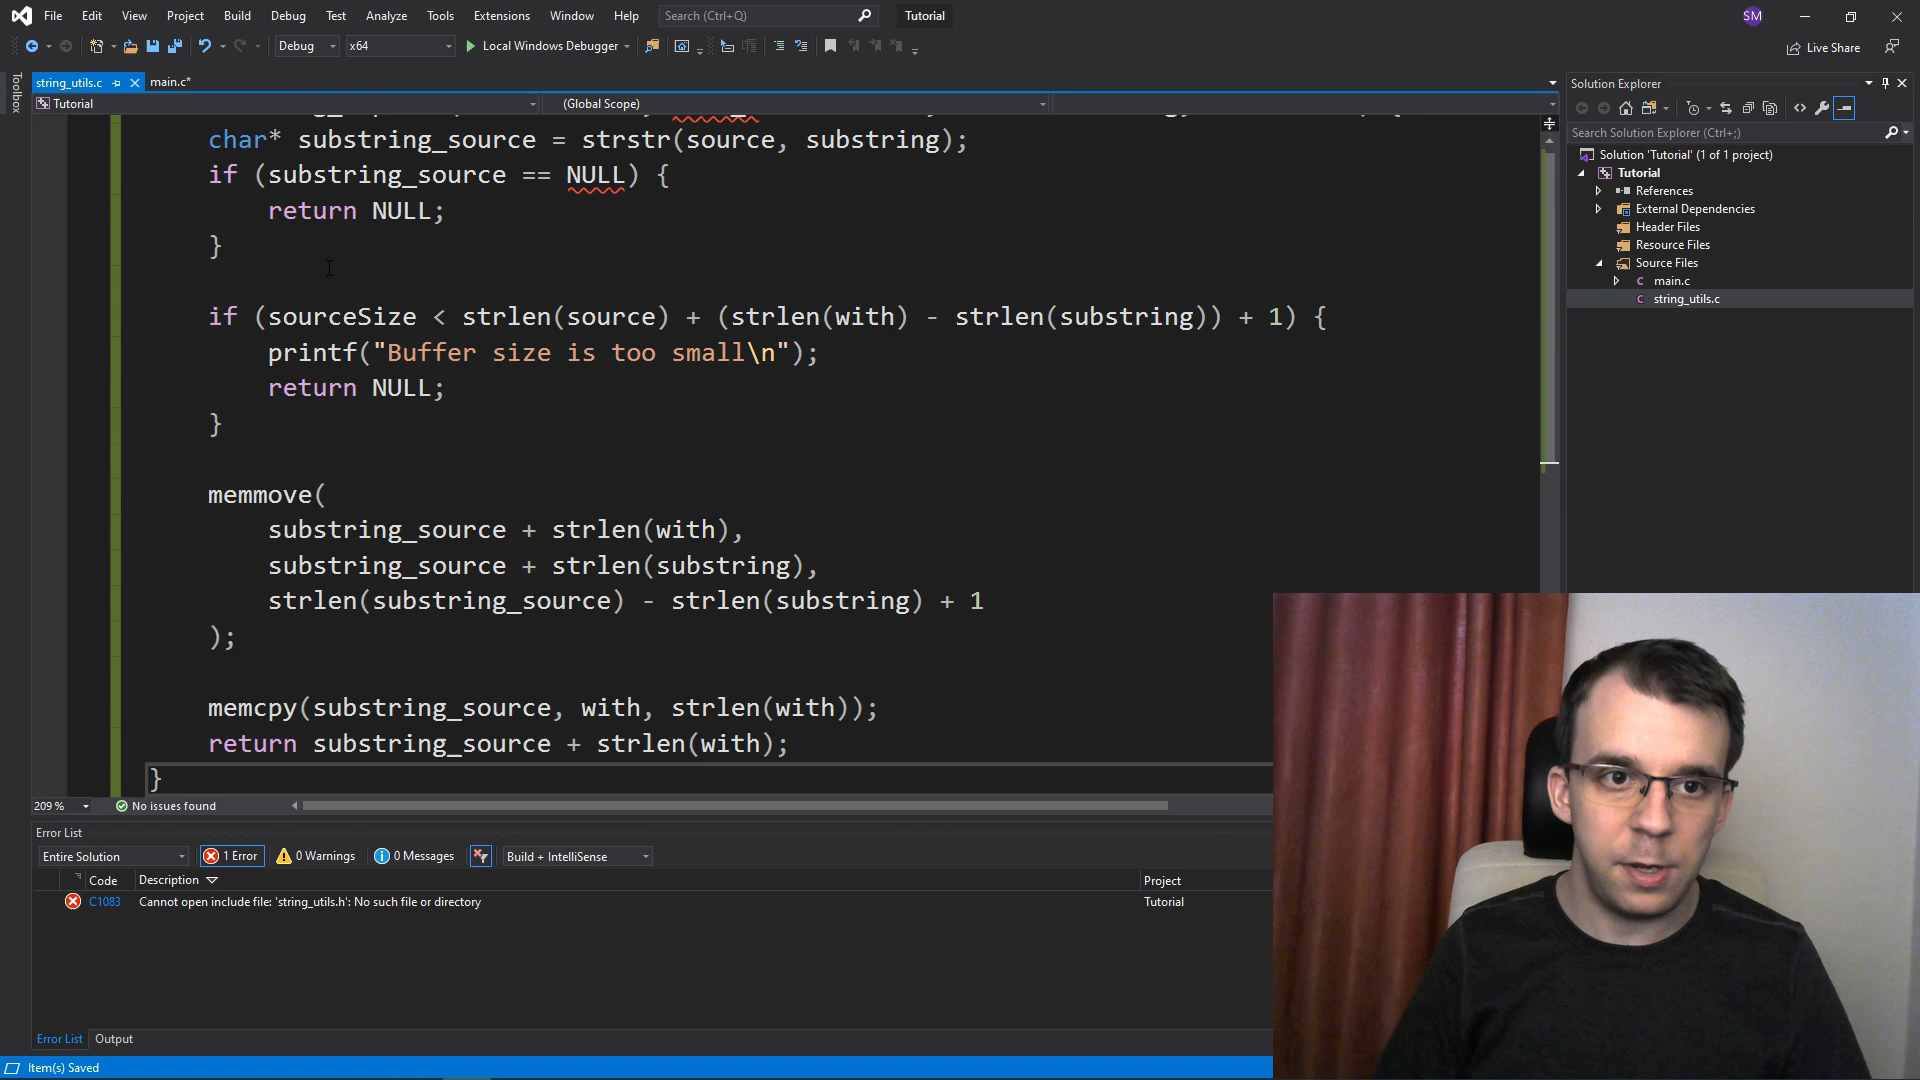 File Edit View Project Build Debug Test Analyze Tools Extensions Window Help Search (Ctrl+Q) Tutorial SM
Debug x64 Local Windows Debugger Live Share
Toolbox
string_utils.c main.c*
Tutorial (Global Scope)
char* substring_source = strstr(source, substring);
if (substring_source == NULL) {
return NULL;
}
if (sourceSize < strlen(source) + (strlen(with) - strlen(substring)) + 1) {
printf("Buffer size is too small\n");
return NULL;
}
memmove(
substring_source + strlen(with),
substring_source + strlen(substring),
strlen(substring_source) - strlen(substring) + 1
);
memcpy(substring_source, with, strlen(with));
return substring_source + strlen(with);
}
209 % No issues found
Error List
Entire Solution 1 Error 0 Warnings 0 Messages Build + IntelliSense
Code Description Project
C1083 Cannot open include file: 'string_utils.h': No such file or directory Tutorial
Error List Output
Item(s) Saved
Solution Explorer
Search Solution Explorer (Ctrl+;)
Solution 'Tutorial' (1 of 1 project)
Tutorial
References
External Dependencies
Header Files
Resource Files
Source Files
C main.c
C string_utils.c